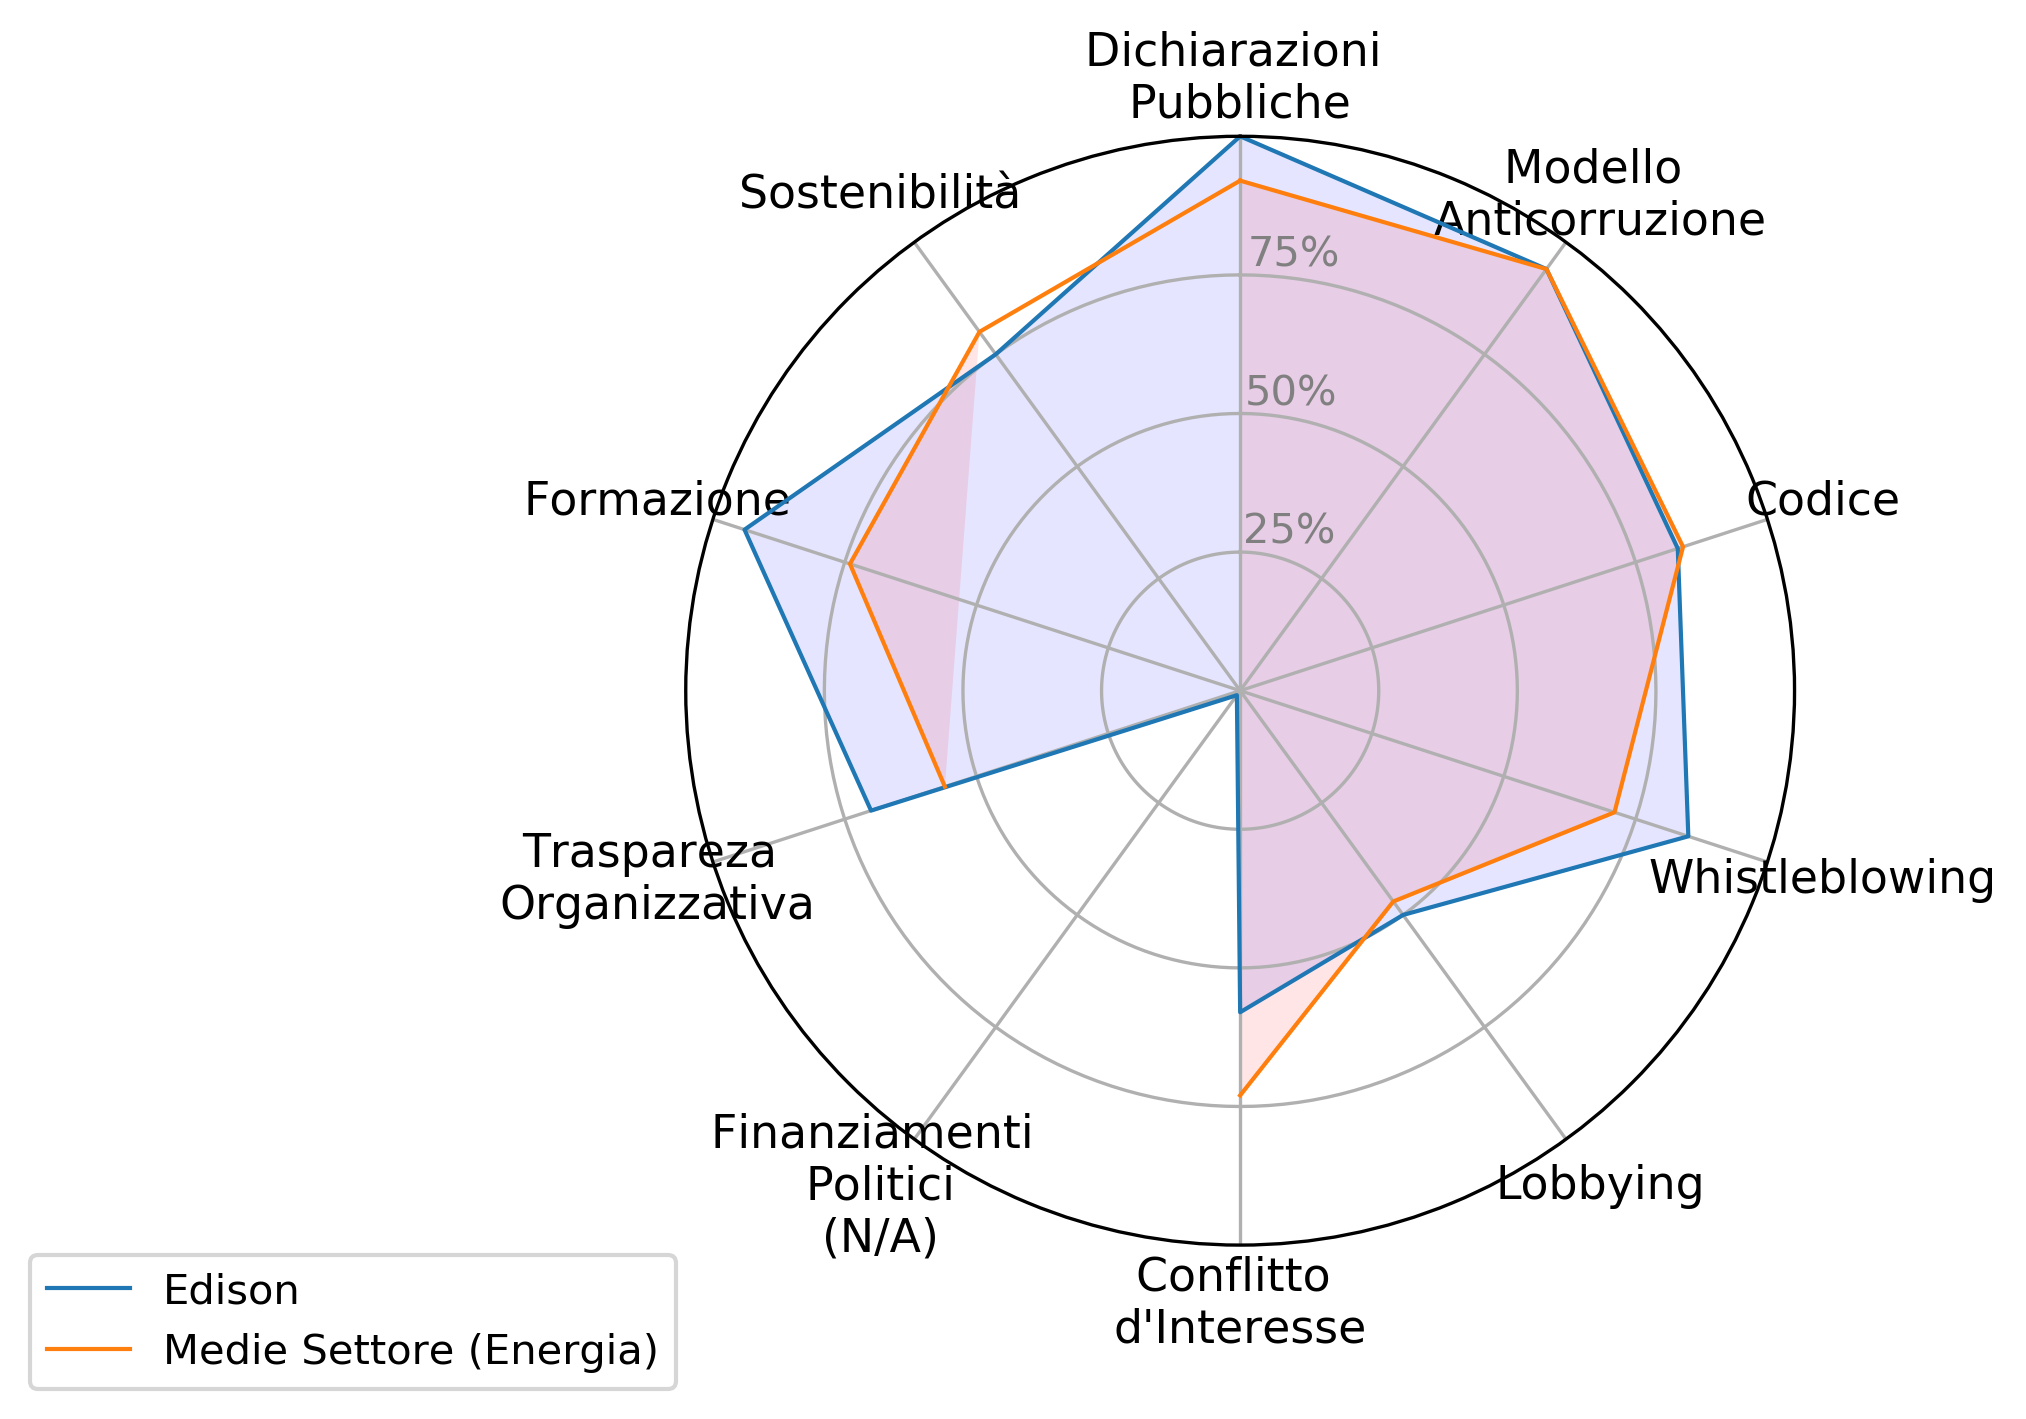 Dichiarazioni
Pubbliche
Modello
Anticorruzione
Sostenibilità
75%
50%
25%
Formazione
Codice
Traspareza
Organizzativa
Whistleblowing
Finanziamenti
Politici
(N/A)
Lobbying
Conflitto
d'Interesse
Edison
Medie Settore (Energia)